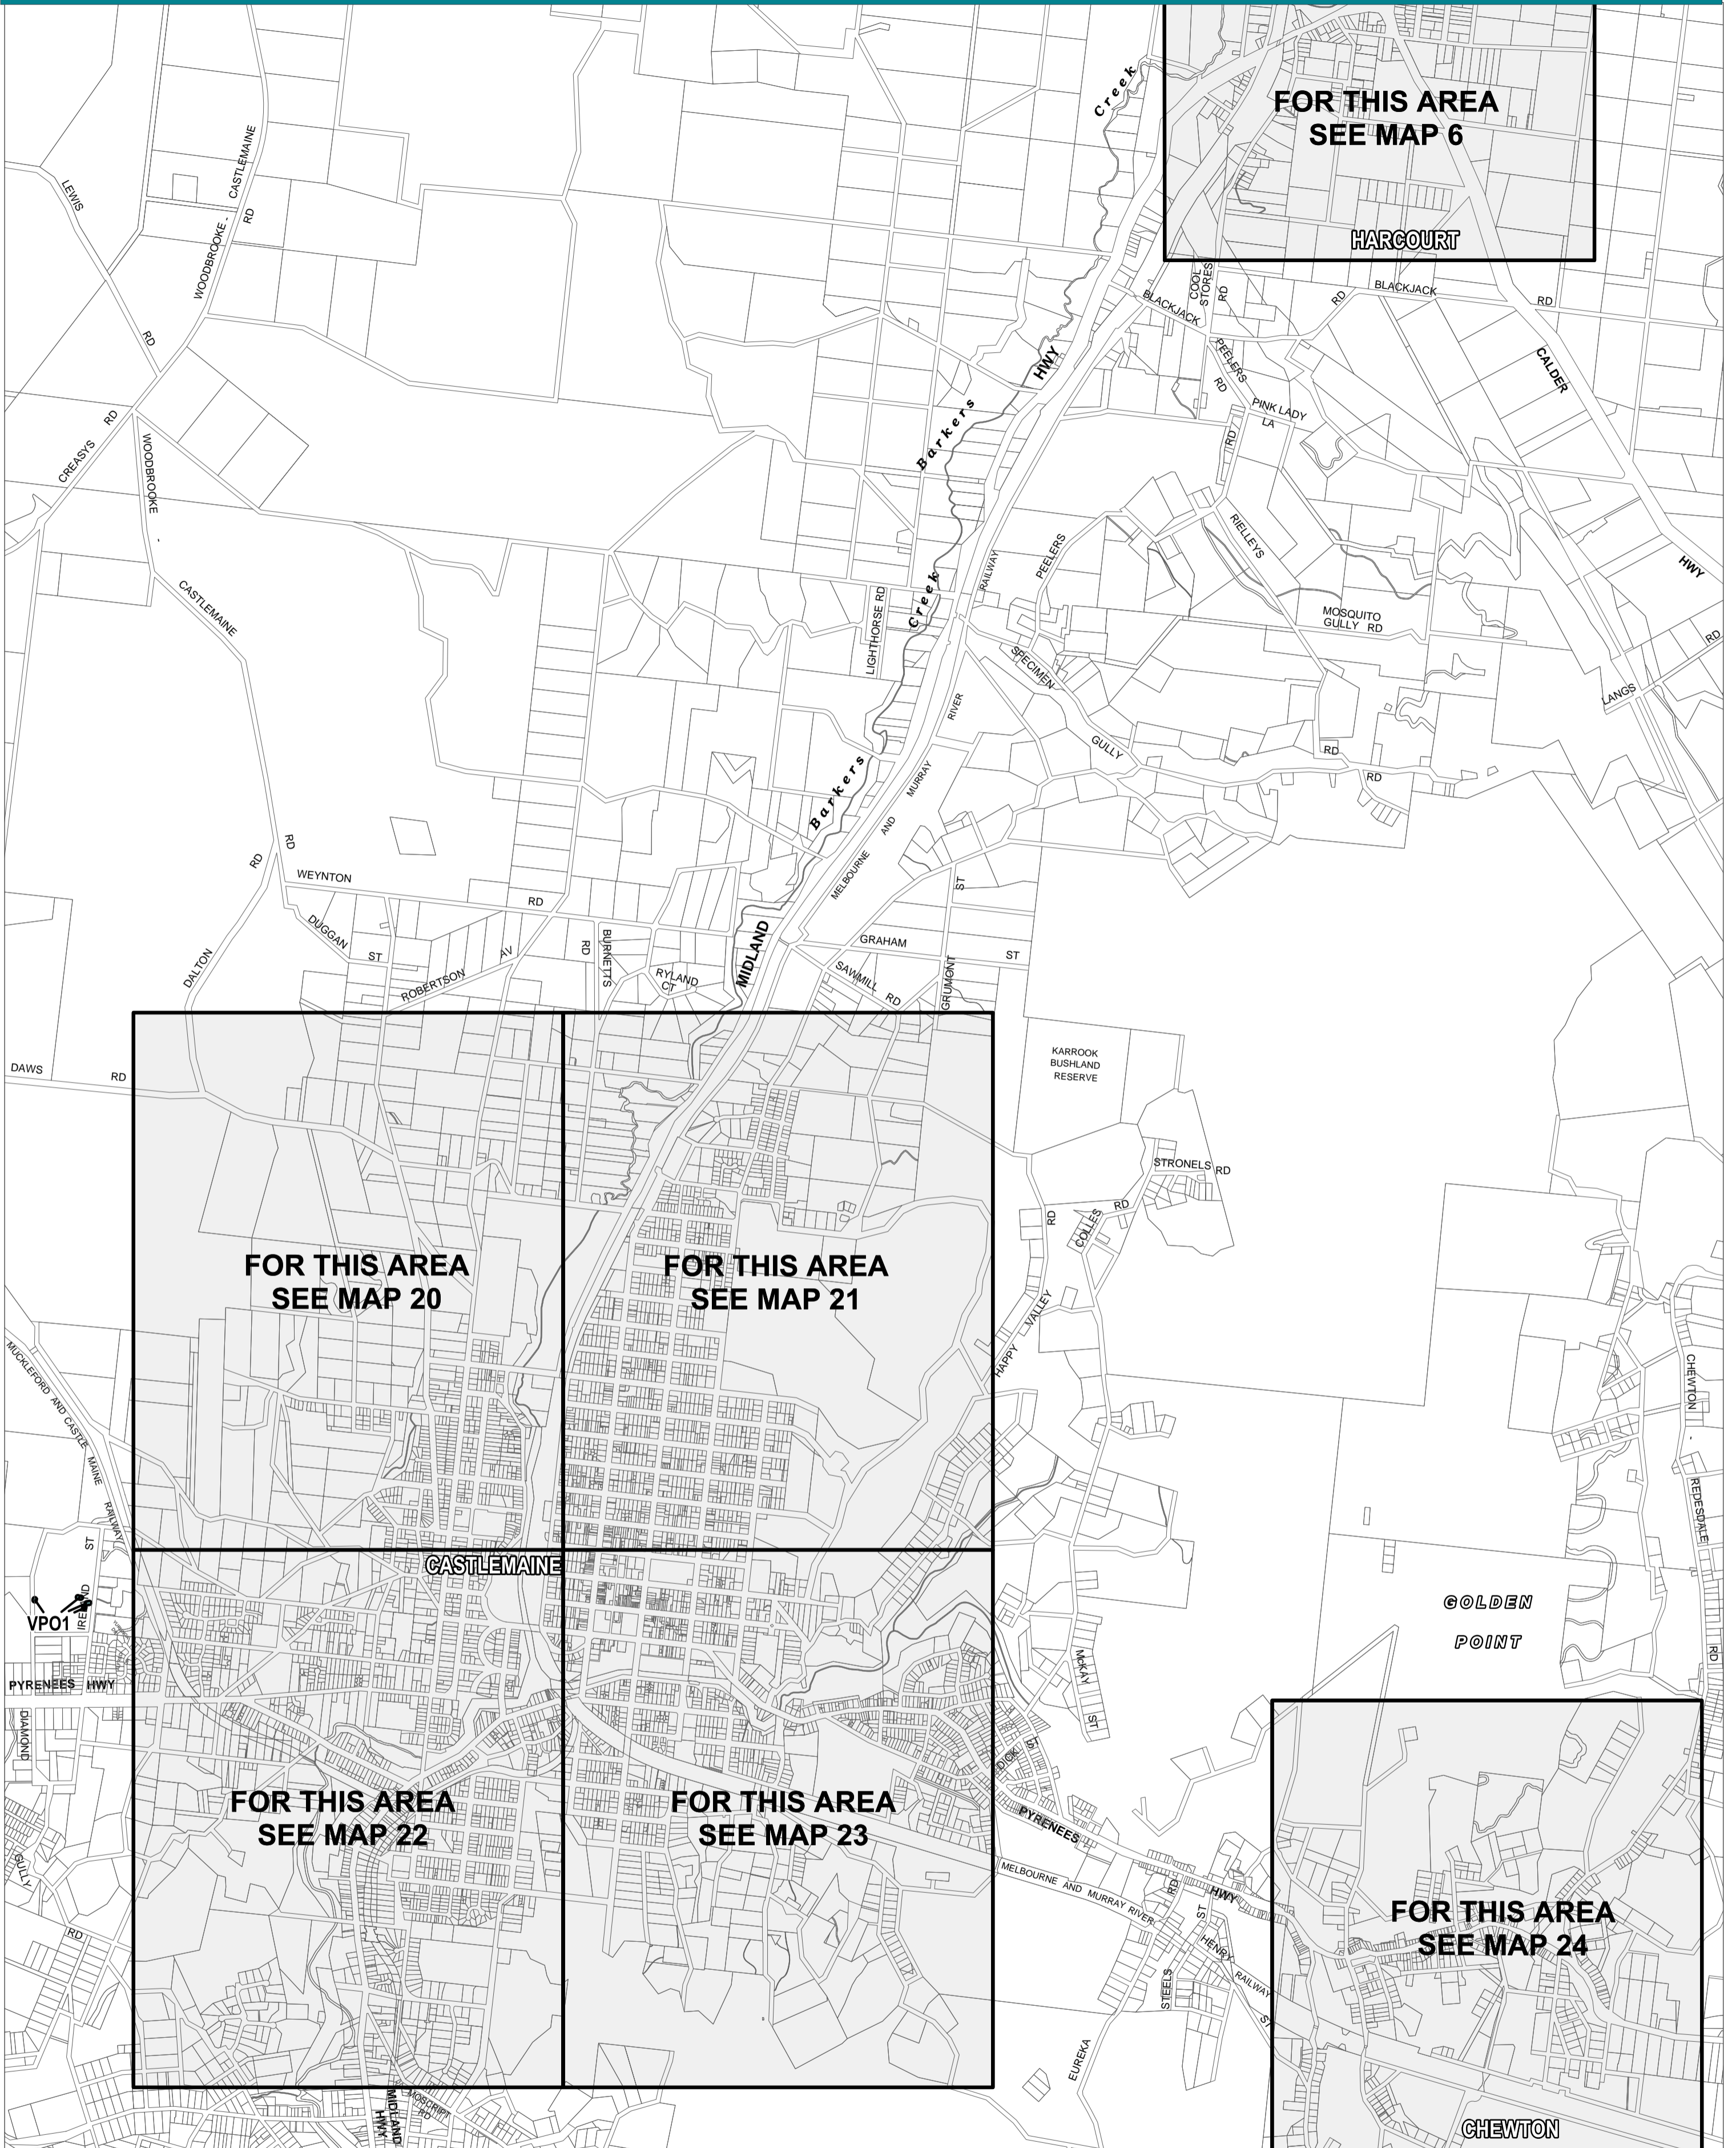 Creek
FOR THIS AREA
SEE MAP 6
HARCOURT
LEWIS
RD
WOODBROOKE - CASTLEMAINE
RD
COOL
STORES
RD
BLACKJACK
RD
BLACKJACK
RD
HWY
PEELERS
RD
CALDER
PINK LADY
LA
RD
CREASYS
RD
WOODBROOKE
-
CASTLEMAINE
RD
Barkers
Creek
RAILWAY
PEELERS
RIELLEYS
HWY
LIGHTHORSE RD
MOSQUITO
GULLY RD
SPECIMEN
GULLY
RD
RD
RD
LANGS
RIVER
MURRAY
AND
MELBOURNE
Barkers
RD
WEYNTON
RD
DUGGAN
ST
DALTON
ROBERTSON
AV
RD
BURNETTS
RYLAND
CT
MIDLAND
GRAHAM
ST
ST
SAWMILL
RD
GRUMONT
KARROOK
BUSHLAND
RESERVE
DAWS
RD
STRONELS RD
COLLES
RD
RD
HAPPY
VALLEY
FOR THIS AREA
SEE MAP 20
FOR THIS AREA
SEE MAP 21
MUCKLEFORD AND CASTLE MAINE
RAILWAY
CHEWTON
-
REDESDALE
RD
CASTLEMAINE
ST
IRELAND
VPO1
PYRENEES HWY
DIAMOND
GULLY
RD
GOLDEN
POINT
McKAY
ST
DICK
ST
FOR THIS AREA
SEE MAP 22
FOR THIS AREA
SEE MAP 23
PYRENEES
HWY
MELBOURNE AND MURRAY RIVER
RAILWAY
RD
ST
HENRY
ST
STEELS
EUREKA
FOR THIS AREA
SEE MAP 24
MOSCRIPT
RD
MIDLAND
HWY
CHEWTON